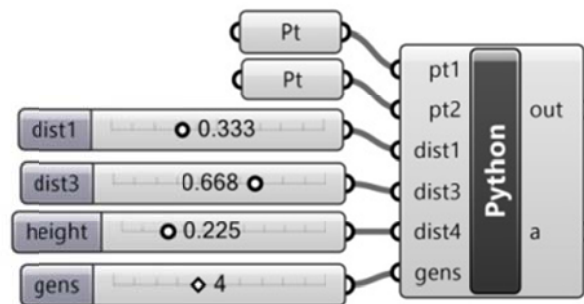 Pt
Pt
dist1 0.333
dist3 0.668
height 0.225
gens 4
pt1
pt2
dist1
dist3
dist4
gens
Python
out
a